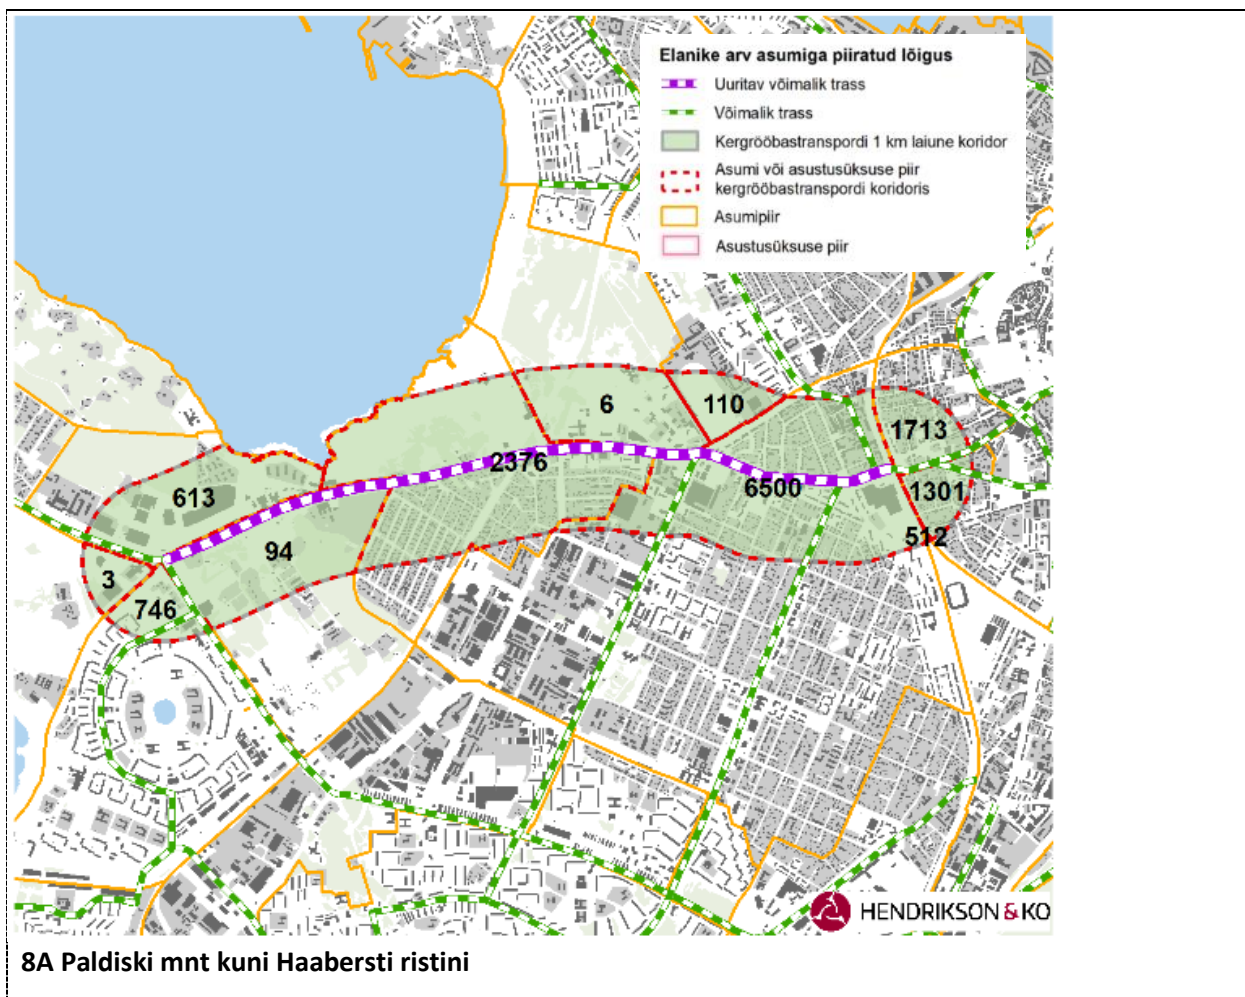 Elanike arv asumiga piiratud lõigus
Uuritav võimalik trass
Võimalik trass
Kergrööbastranspordi 1 km laiune koridor
Asumi või asustusüksuse piir
kergrööbastranspordi koridoris
Asumipiir
Asustusüksuse piir
6
110
1713
2376
6500
1301
613
512
94
3
746
HENDRIKSON & KO
8A Paldiski mnt kuni Haabersti ristini